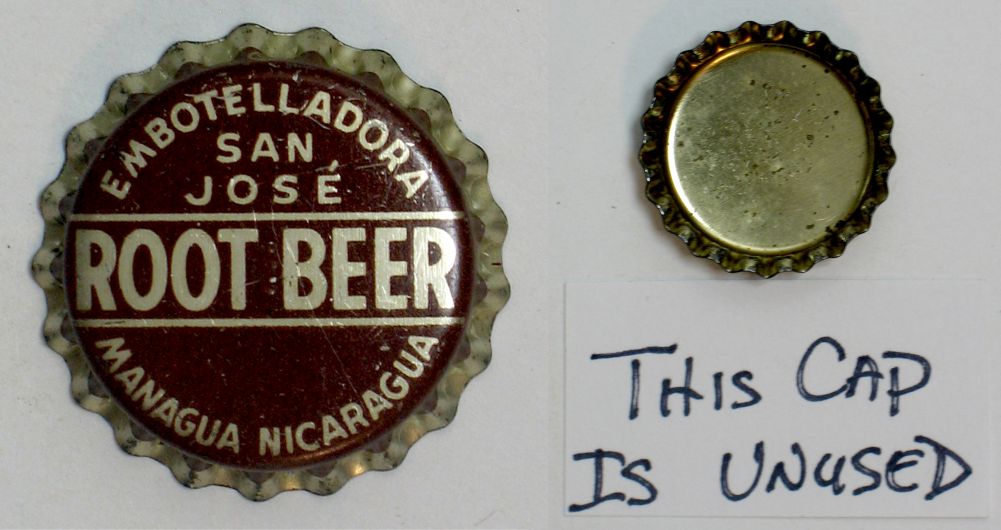 EMBOTELLADORA
SAN
JOSÉ
ROOT BEER
MANAGUA NICARAGUA
THIS CAP
IS UNUSED